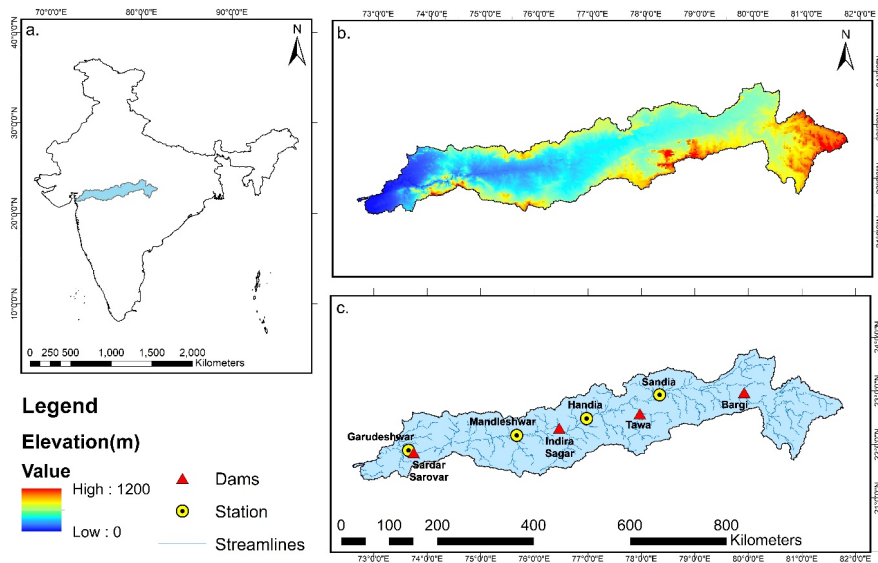 70°0'0"E 80°0'0"E 90°0'0"E
a.
N
40°0'0"N
30°0'0"N
20°0'0"N
10°0'0"N
0 250 500 1,000 1,500 2,000
Kilometers
73°0'0"E 74°0'0"E 75°0'0"E 76°0'0"E 77°0'0"E 78°0'0"E 79°0'0"E 80°0'0"E 81°0'0"E 82°0'0"E
b.
N
c.
Sandia
Bargi
Handia
Tawa
Mandleshwar
Indira
Sagar
Garudeshwar
Sardar
Sarovar
0 50 100 200 400 600 800
Kilometers
73°0'0"E 74°0'0"E 75°0'0"E 76°0'0"E 77°0'0"E 78°0'0"E 79°0'0"E 80°0'0"E 81°0'0"E 82°0'0"E
Legend
Elevation(m)
Value
High : 1200
Low : 0
Dams
Station
Streamlines